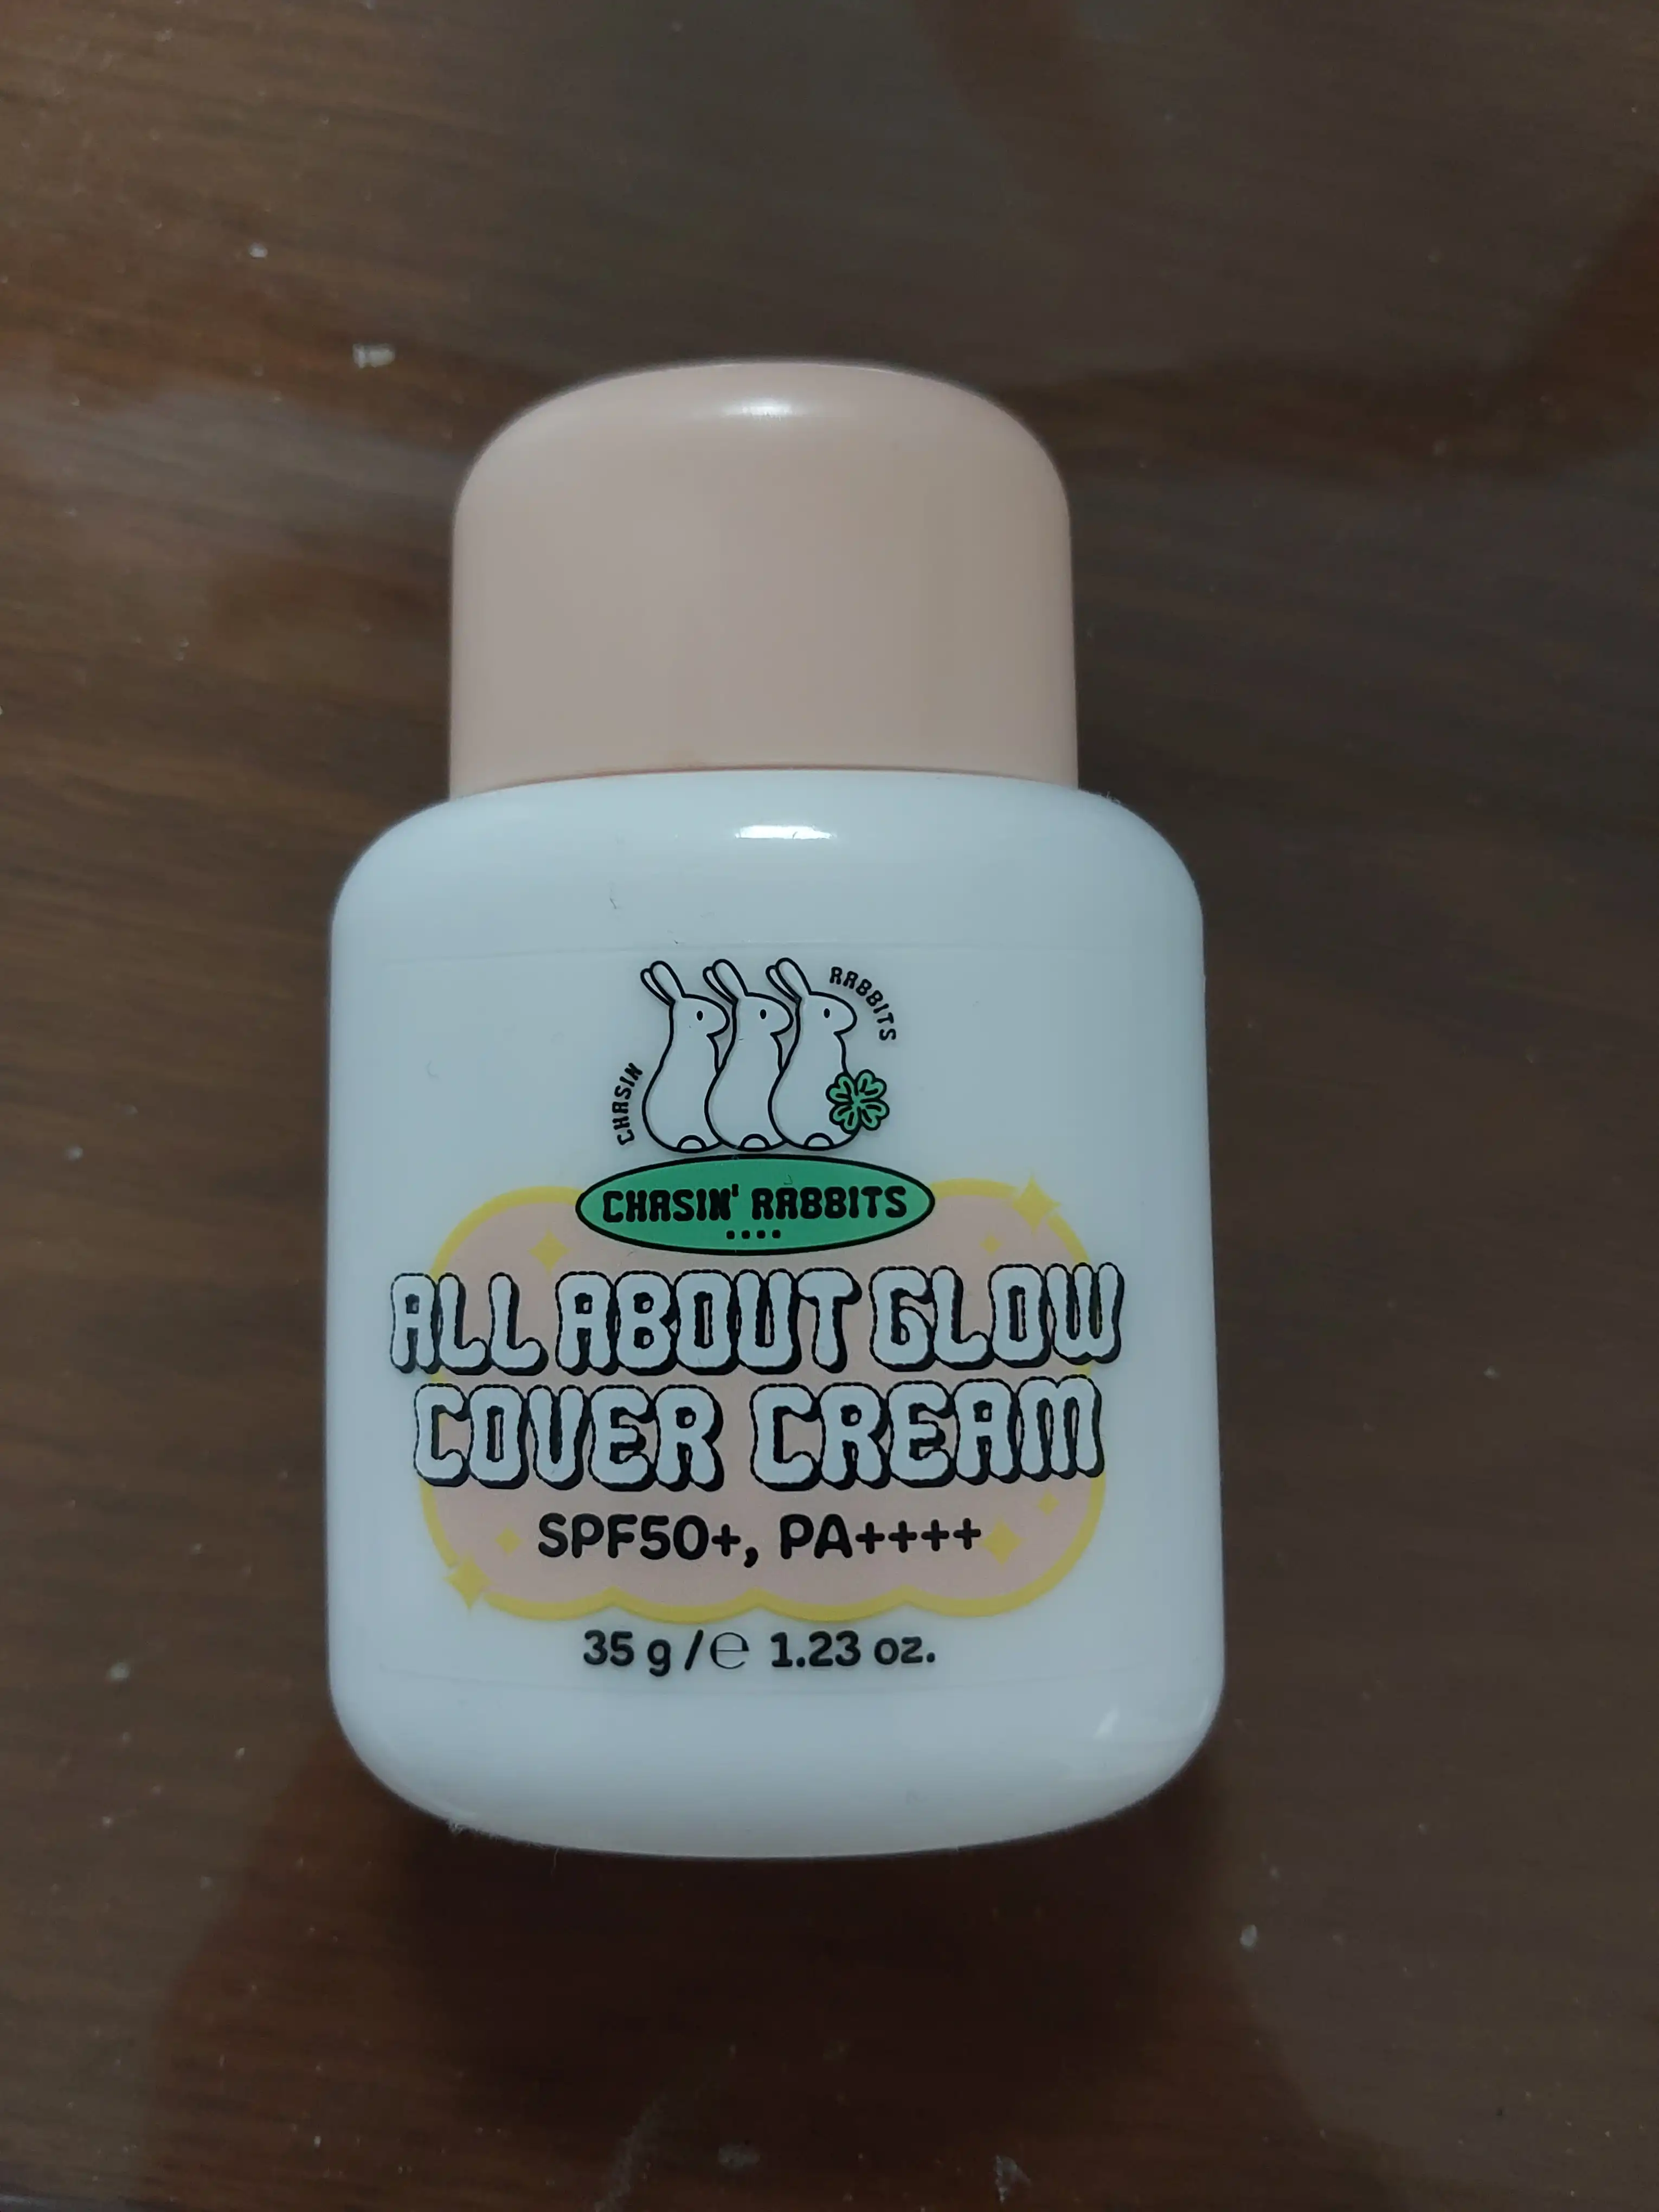 CHASIN
RABBITS
CHASIN' RABBITS
ALL ABOUT GLOW
COVER CREAM
SPF50+, PA++++
35 g / ℮ 1.23 oz.